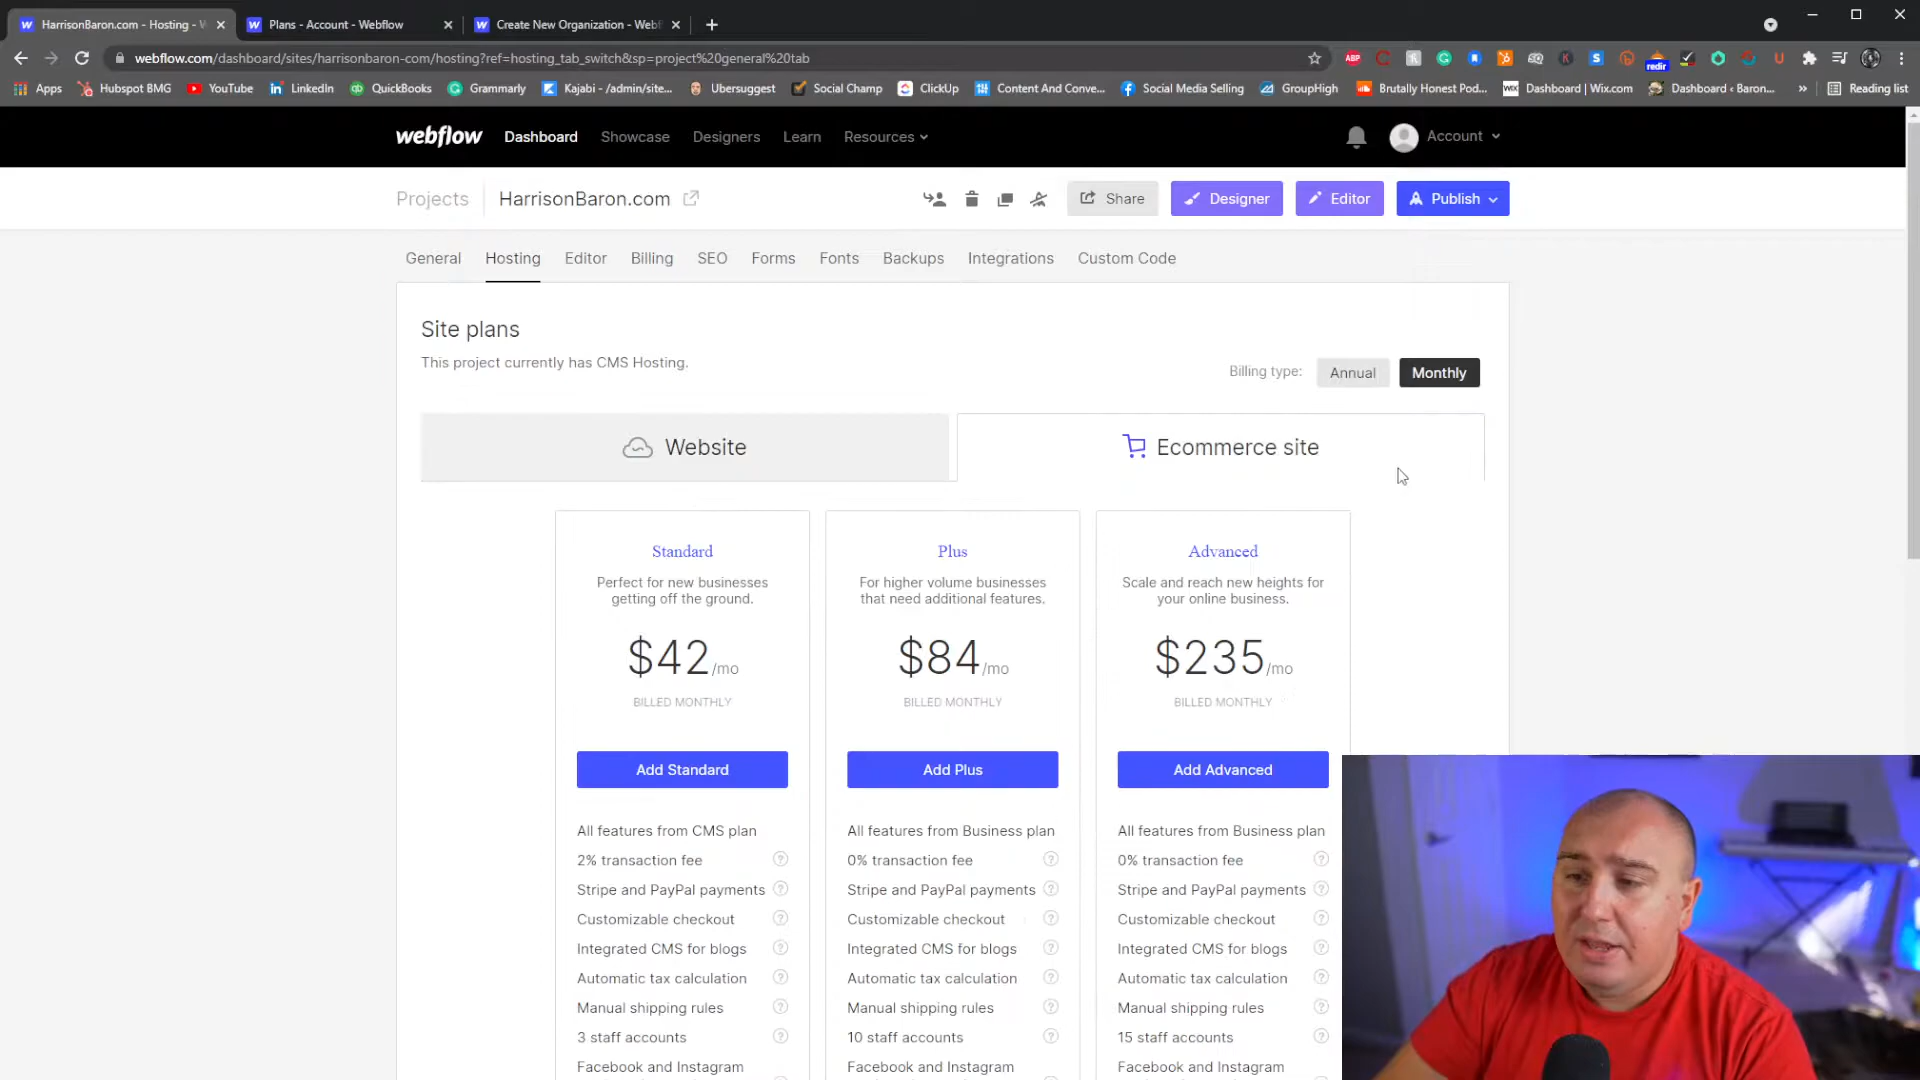 HarrisonBaron.com - Hosting - W
Plans - Account - Webflow
Create New Organization - Webf
webflow.com/dashboard/sites/harrisonbaron-com/hosting?ref=hosting_tab_switch&sp=project%20general%20tab
ABP
redir
Apps
Hubspot BMG
YouTube
LinkedIn
QuickBooks
Grammarly
Kajabi - /admin/site...
Ubersuggest
Social Champ
ClickUp
Content And Conve...
Social Media Selling
GroupHigh
Brutally Honest Pod...
Dashboard | Wix.com
Dashboard ‹ Baron...
»
Reading list
webflow
Dashboard
Showcase
Designers
Learn
Resources
Account
Projects
HarrisonBaron.com
Share
Designer
Editor
Publish
General
Hosting
Editor
Billing
SEO
Forms
Fonts
Backups
Integrations
Custom Code
Site plans
This project currently has CMS Hosting.
Billing type:
Annual
Monthly
Website
Ecommerce site
Standard
Perfect for new businesses
getting off the ground.
$42/mo
BILLED MONTHLY
Add Standard
All features from CMS plan
2% transaction fee
Stripe and PayPal payments
Customizable checkout
Integrated CMS for blogs
Automatic tax calculation
Manual shipping rules
3 staff accounts
Facebook and Instagram
Plus
For higher volume businesses
that need additional features.
$84/mo
BILLED MONTHLY
Add Plus
All features from Business plan
0% transaction fee
Stripe and PayPal payments
Customizable checkout
Integrated CMS for blogs
Automatic tax calculation
Manual shipping rules
10 staff accounts
Facebook and Instagram
Advanced
Scale and reach new heights for
your online business.
$235/mo
BILLED MONTHLY
Add Advanced
All features from Business plan
0% transaction fee
Stripe and PayPal payments
Customizable checkout
Integrated CMS for blogs
Automatic tax calculation
Manual shipping rules
15 staff accounts
Facebook and Instagram